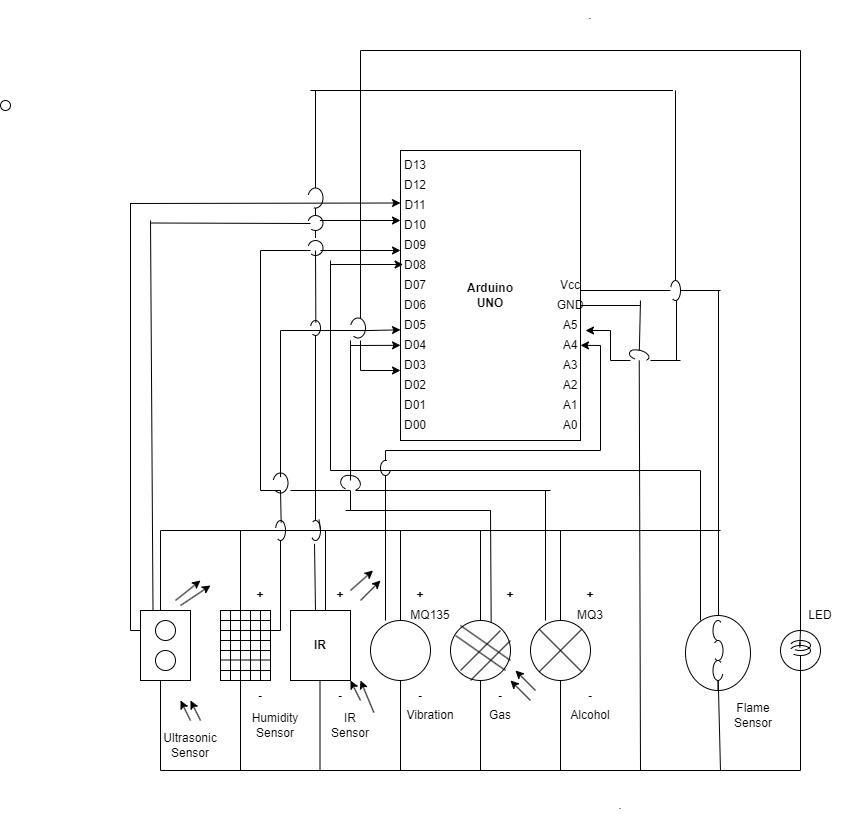 D13
D12
D11
D10
D09
D08
D07
D06
D05
D04
D03
D02
D01
D00
Arduino
UNO
Vcc
GND
A5
A4
A3
A2
A1
A0
+
+
+
+
+
MQ135
MQ3
LED
IR
-
-
-
-
-
Ultrasonic
Sensor
Humidity
Sensor
IR
Sensor
Vibration
Gas
Alcohol
Flame
Sensor